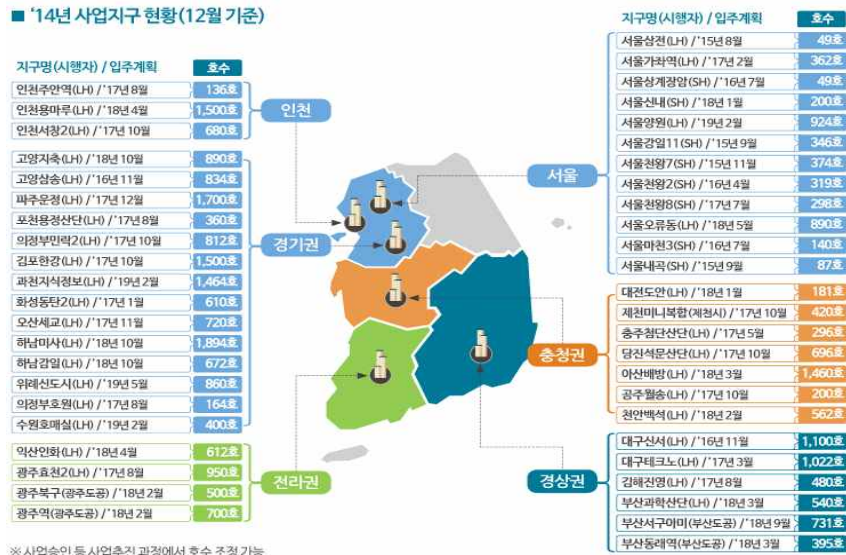 ■ ‘14년 사업지구 현황(12월 기준)
지구명(시행자) / 입주계획 호수
인천주안역(LH) / '17년 8월 136호
인천용마루(LH) / '18년 4월 1,500호
인천서창2(LH) / '17년 10월 680호
인천
고양지축(LH) / '18년 10월 890호
고양삼송(LH) / '16년 11월 834호
파주운정(LH) / '17년 12월 1,700호
포천용정산단(LH) / '17년 8월 360호
의정부민락2(LH) / '17년 10월 812호
김포한강(LH) / '17년 10월 1,500호
과천지식정보(LH) / '19년 2월 1,464호
화성동탄2(LH) / '17년 1월 610호
오산세교(LH) / '17년 11월 720호
하남미사(LH) / '18년 10월 1,894호
하남감일(LH) / '18년 10월 672호
위례신도시(LH) / '19년 5월 860호
의정부호원(LH) / '17년 8월 164호
수원호매실(LH) / '19년 2월 400호
경기권
익산인화(LH) / '18년 4월 612호
광주효천2(LH) / '17년 8월 950호
광주북구(광주도공) / '18년 2월 500호
광주역(광주도공) / '18년 2월 700호
전라권
지구명(시행자) / 입주계획 호수
서울삼전(LH) / '15년 8월 49호
서울가좌역(LH) / '17년 2월 362호
서울상계장암(SH) / '16년 7월 49호
서울신내(SH) / '18년 1월 200호
서울양원(LH) / '19년 2월 924호
서울강일11(SH) / '15년 9월 346호
서울천왕7(SH) / '15년 11월 374호
서울천왕2(SH) / '16년 4월 319호
서울천왕8(SH) / '17년 7월 298호
서울오류동(LH) / '18년 5월 890호
서울마천3(SH) / '16년 7월 140호
서울내곡(SH) / '15년 9월 87호
서울
대전도안(LH) / '18년 1월 181호
제천미니복합(제천시) / '17년 10월 420호
충주첨단산단(LH) / '17년 5월 296호
당진석문산단(LH) / '17년 10월 696호
아산배방(LH) / '18년 3월 1,460호
공주월송(LH) / '17년 10월 200호
천안백석(LH) / '18년 2월 562호
충청권
대구신서(LH) / '16년 11월 1,100호
대구테크노(LH) / '17년 3월 1,022호
김해진영(LH) / '17년 8월 480호
부산과학산단(LH) / '18년 3월 540호
부산서구아미(부산도공) / '18년 9월 731호
부산동래역(부산도공) / '18년 3월 395호
경상권
※ 사업승인 등 사업추진 과정에서 호수 조정 가능